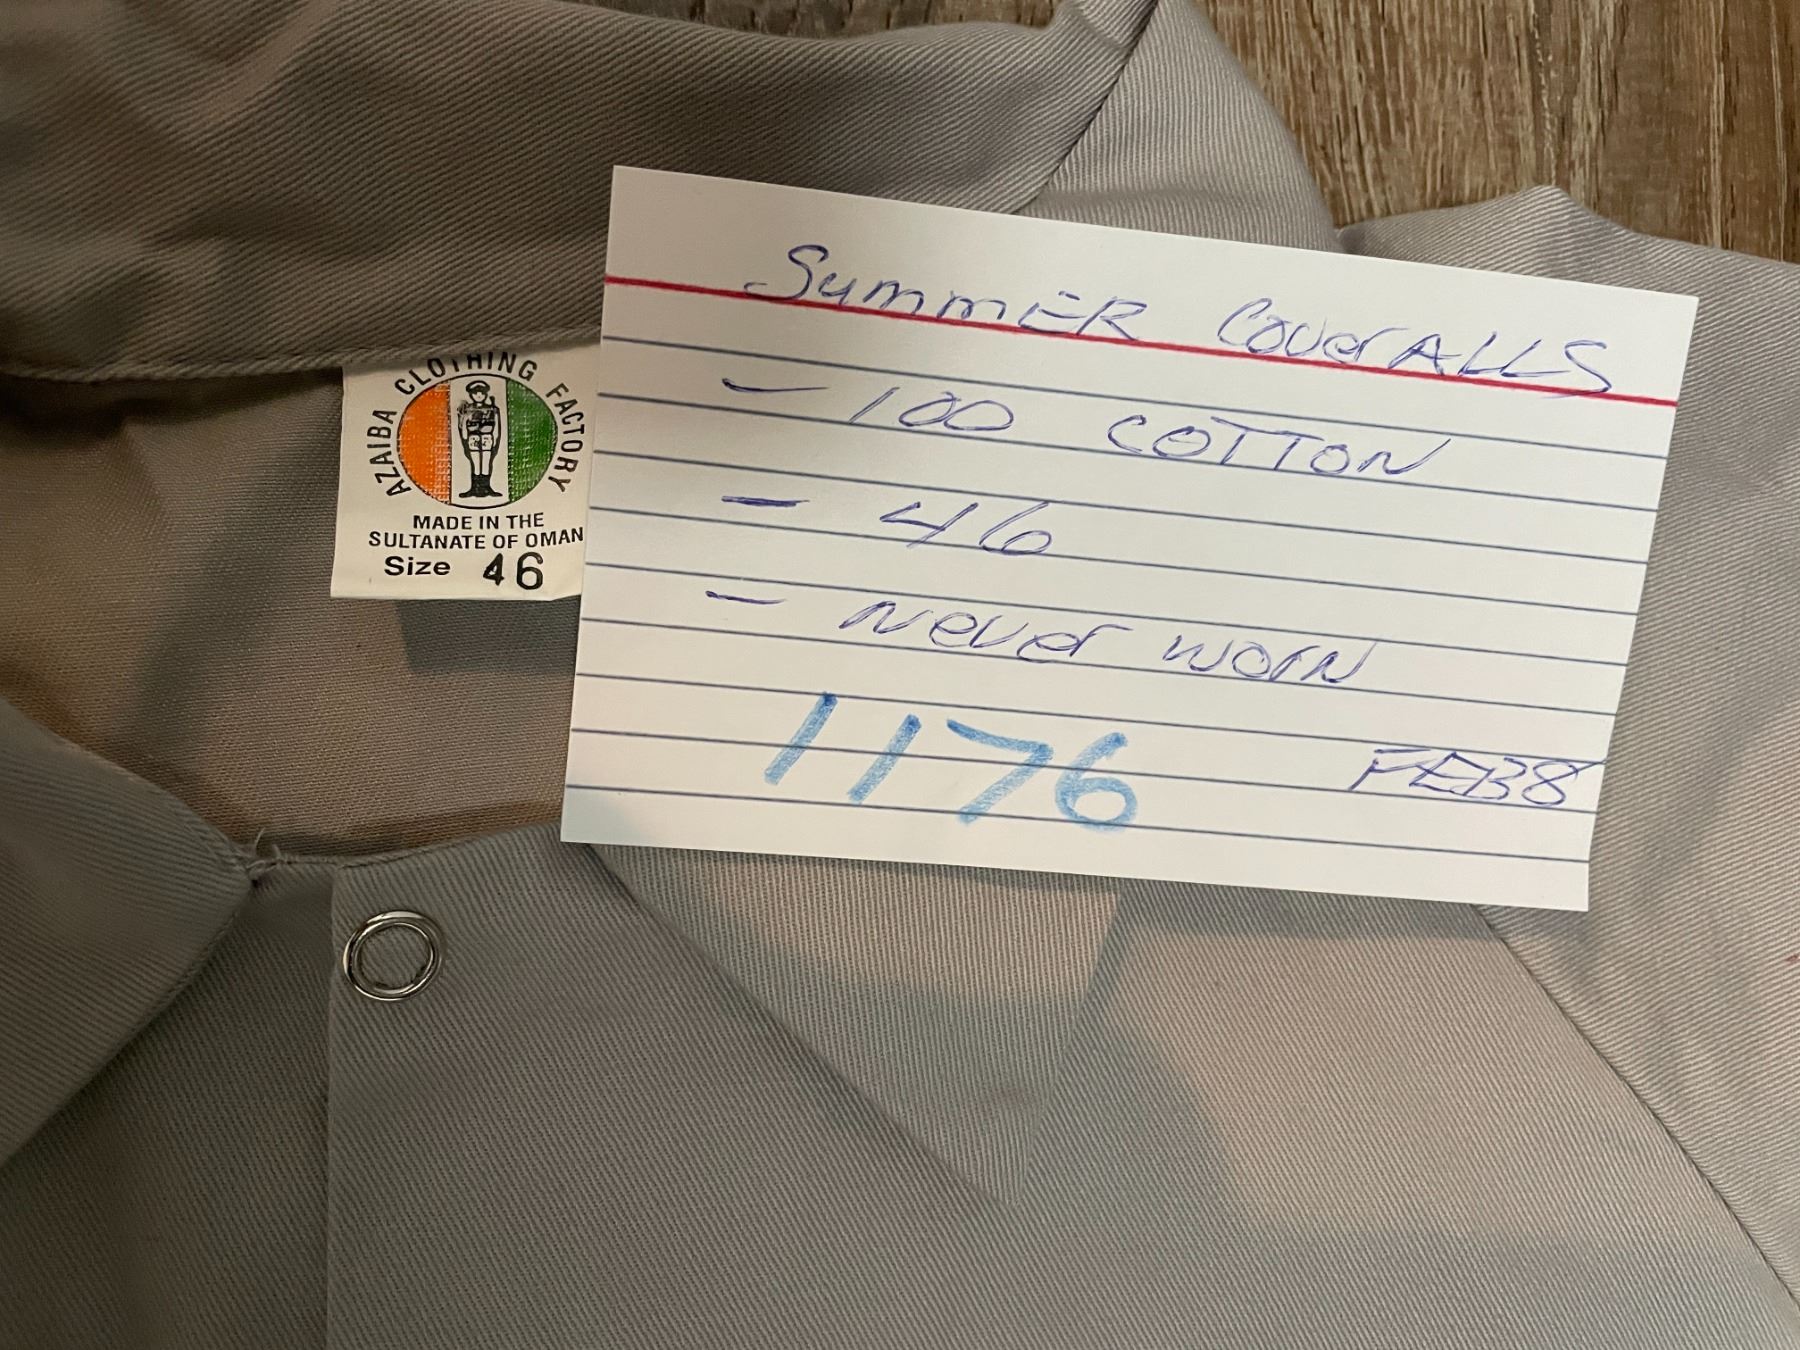 AZAIBA CLOTHING FACTORY
MADE IN THE
SULTANATE OF OMAN
Size 46
Summer Coveralls
- 100 COTTON
- 46
- Never worn
1176
FEB8